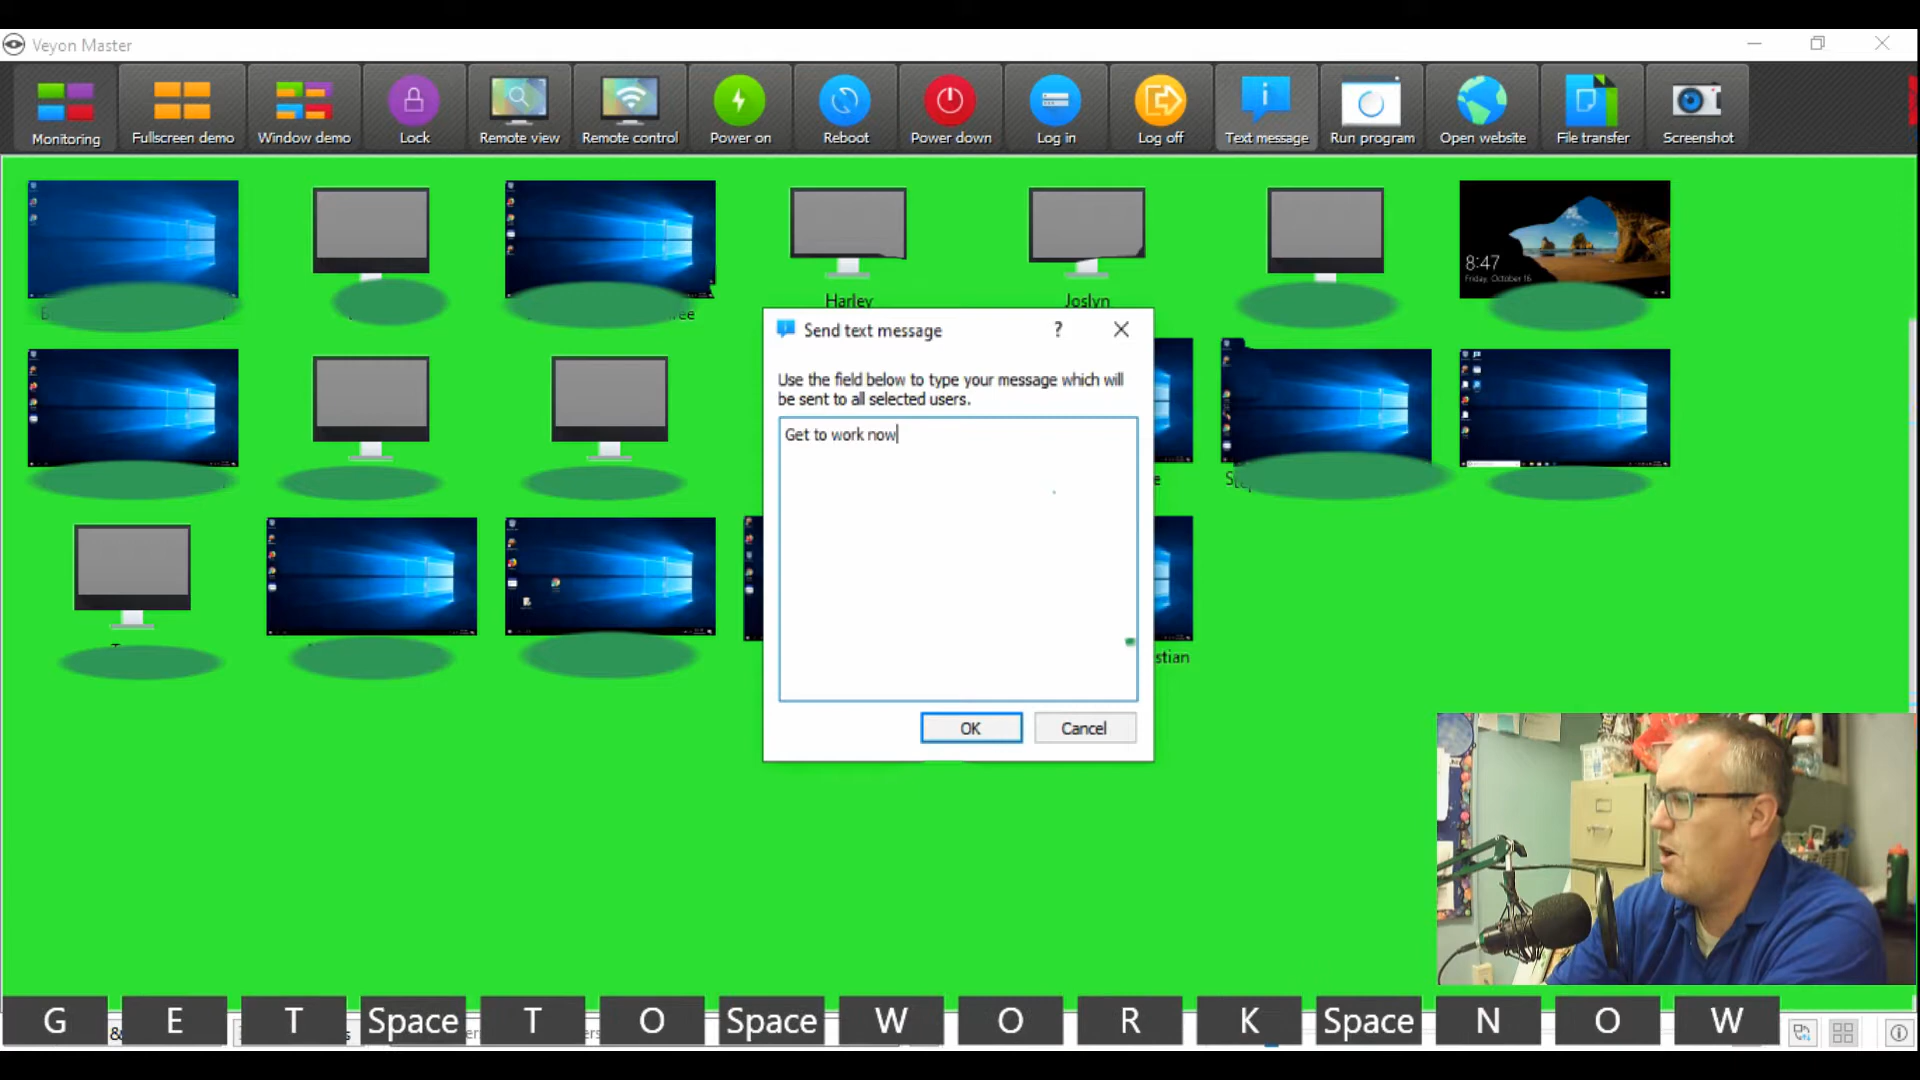 Veyon Master
Monitoring
Fullscreen demo
Window demo
Lock
Remote view
Remote control
Power on
Reboot
Power down
Log in
Log off
Text message
Run program
Open website
File transfer
Screenshot
8:47
Friday, October 16
Harley
Joslyn
Send text message
?
Use the field below to type your message which will
be sent to all selected users.
Get to work now
stian
OK
Cancel
G E T Space T O Space W O R K Space N O W